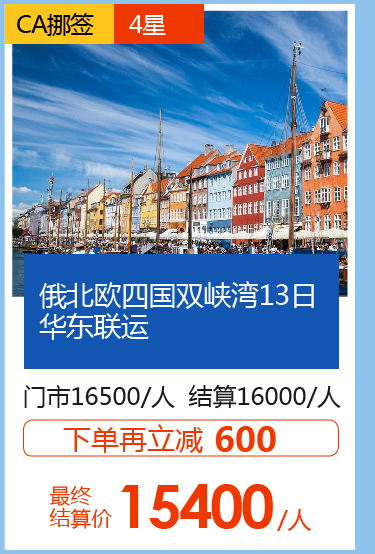 CA挪签 4星
俄北欧四国双峡湾13日
华东联运
门市16500/人 结算16000/人
下单再立减 600
最终
结算价 15400/人